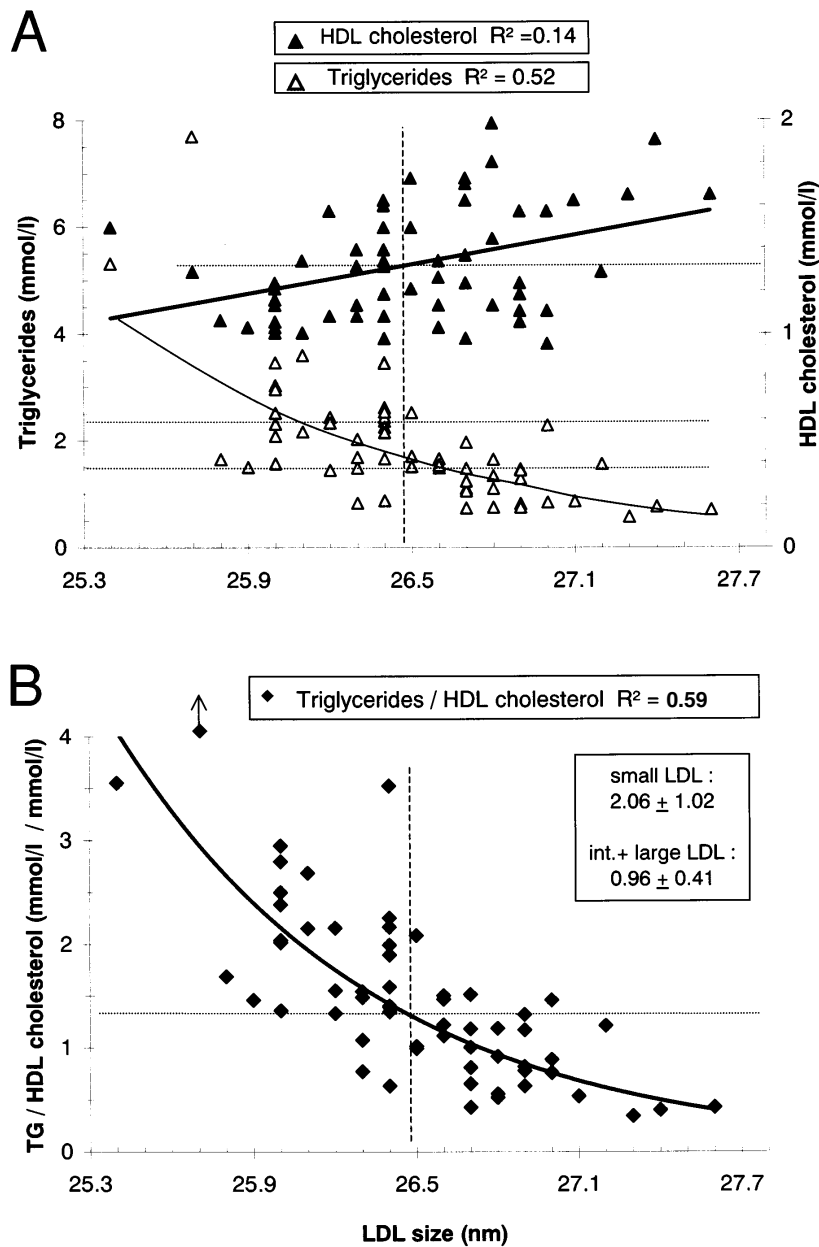 A
▲ HDL cholesterol R² =0.14
△ Triglycerides R² = 0.52
Triglycerides (mmol/l)
8
6
4
2
0
2
1
0
HDL cholesterol (mmol/l)
25.3 25.9 26.5 27.1 27.7
B
◆ Triglycerides / HDL cholesterol R² = 0.59
TG / HDL cholesterol (mmol/l / mmol/l)
4
3
2
1
0
small LDL :
2.06 ± 1.02
int.+ large LDL :
0.96 ± 0.41
25.3 25.9 26.5 27.1 27.7
LDL size (nm)